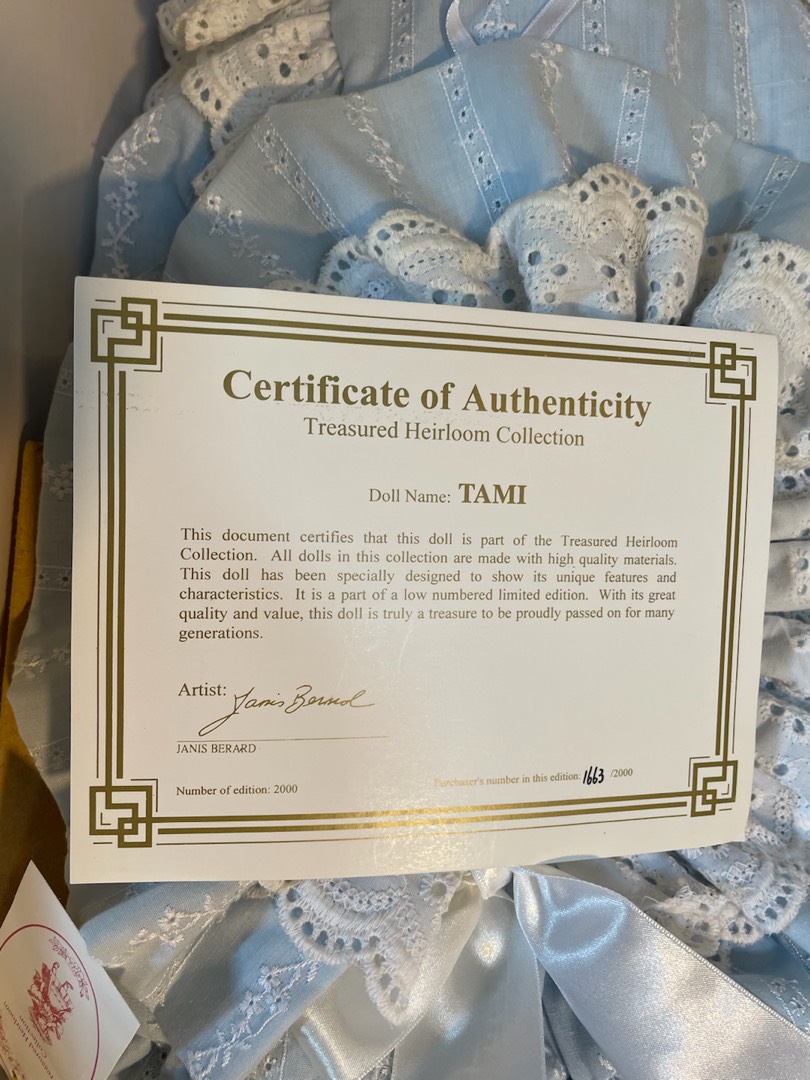 Certificate of Authenticity
Treasured Heirloom Collection
Doll Name: TAMI
This document certifies that this doll is part of the Treasured Heirloom
Collection. All dolls in this collection are made with high quality materials.
This doll has been specially designed to show its unique features and
characteristics. It is a part of a low numbered limited edition. With its great
quality and value, this doll is truly a treasure to be proudly passed on for many
generations.
Artist: Janis Berard
JANIS BERARD
Number of edition: 2000
Purchaser's number in this edition: 1663 /2000
Heirloom
Collection